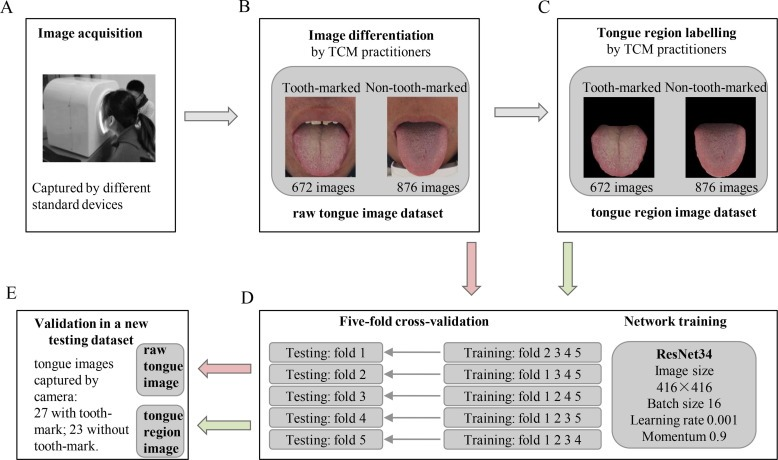 A
Image acquisition
Captured by different
standard devices
B
Image differentiation
by TCM practitioners
Tooth-marked
Non-tooth-marked
672 images
876 images
raw tongue image dataset
C
Tongue region labelling
by TCM practitioners
Tooth-marked
Non-tooth-marked
672 images
876 images
tongue region image dataset
D
Five-fold cross-validation
Testing: fold 1
Training: fold 2 3 4 5
Testing: fold 2
Training: fold 1 3 4 5
Testing: fold 3
Training: fold 1 2 4 5
Testing: fold 4
Training: fold 1 2 3 5
Testing: fold 5
Training: fold 1 2 3 4
Network training
ResNet34
Image size
416×416
Batch size 16
Learning rate 0.001
Momentum 0.9
E
Validation in a new
testing dataset
tongue images
captured by
camera:
27 with tooth-
mark; 23 without
tooth-mark.
raw
tongue
image
tongue
region
image